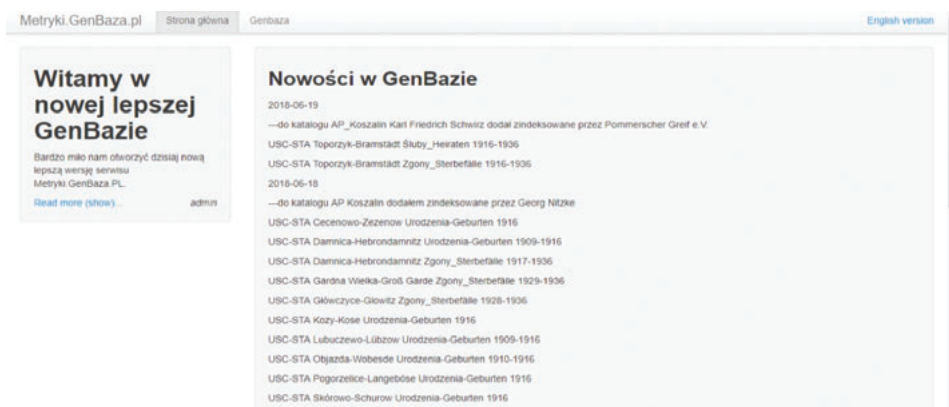 Metryki.GenBaza.pl Strona główna Genbaza English version
Witamy w
nowej lepszej
GenBazie
Bardzo miło nam otworzyć dzisiaj nową
lepszą wersję serwisu
Metryki.GenBaza.PL.
Read more (show)... admin
Nowości w GenBazie
2018-06-19
---do katalogu AP_Koszalin Karl Friedrich Schwirz dodał zindeksowane przez Pommerscher Greif e.V.
USC-STA Toporzyk-Bramstädt Śluby_Heiraten 1916-1936
USC-STA Toporzyk-Bramstädt Zgony_Sterbefälle 1916-1936
2018-06-18
---do katalogu AP Koszalin dodałem zindeksowane przez Georg Nitzke
USC-STA Cecenowo-Zezenow Urodzenia-Geburten 1916
USC-STA Damnica-Hebrondamnitz Urodzenia-Geburten 1909-1916
USC-STA Damnica-Hebrondamnitz Zgony_Sterbefälle 1917-1936
USC-STA Gardna Wielka-Groß Garde Zgony_Sterbefälle 1929-1936
USC-STA Główczyce-Glowitz Zgony_Sterbefälle 1928-1936
USC-STA Kozy-Kose Urodzenia-Geburten 1916
USC-STA Lubuczewo-Lübzow Urodzenia-Geburten 1909-1916
USC-STA Objazda-Wobesde Urodzenia-Geburten 1910-1916
USC-STA Pogorzelice-Langeböse Urodzenia-Geburten 1916
USC-STA Skórowo-Schurow Urodzenia-Geburten 1916